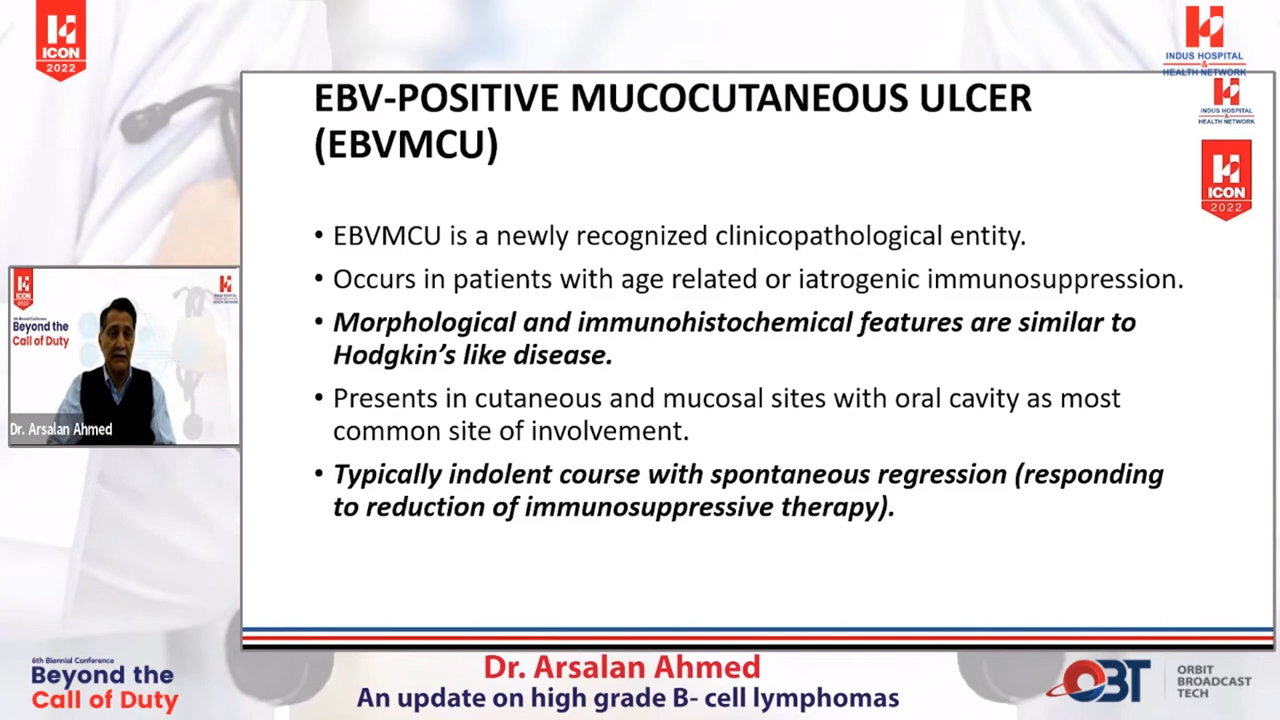 ICON
2022
INDUS HOSPITAL
&
HEALTH NETWORK
EBV-POSITIVE MUCOCUTANEOUS ULCER
(EBVMCU)
INDUS HOSPITAL
&
HEALTH NETWORK
ICON
2022
• EBVMCU is a newly recognized clinicopathological entity.
• Occurs in patients with age related or iatrogenic immunosuppression.
• Morphological and immunohistochemical features are similar to
Hodgkin's like disease.
• Presents in cutaneous and mucosal sites with oral cavity as most
common site of involvement.
• Typically indolent course with spontaneous regression (responding
to reduction of immunosuppressive therapy).
ICON
2022
6th Biennial Conference
Beyond the
Call of Duty
Dr. Arsalan Ahmed
6th Biennial Conference
Beyond the
Call of Duty
Dr. Arsalan Ahmed
An update on high grade B- cell lymphomas
OBT
ORBIT
BROADCAST
TECH